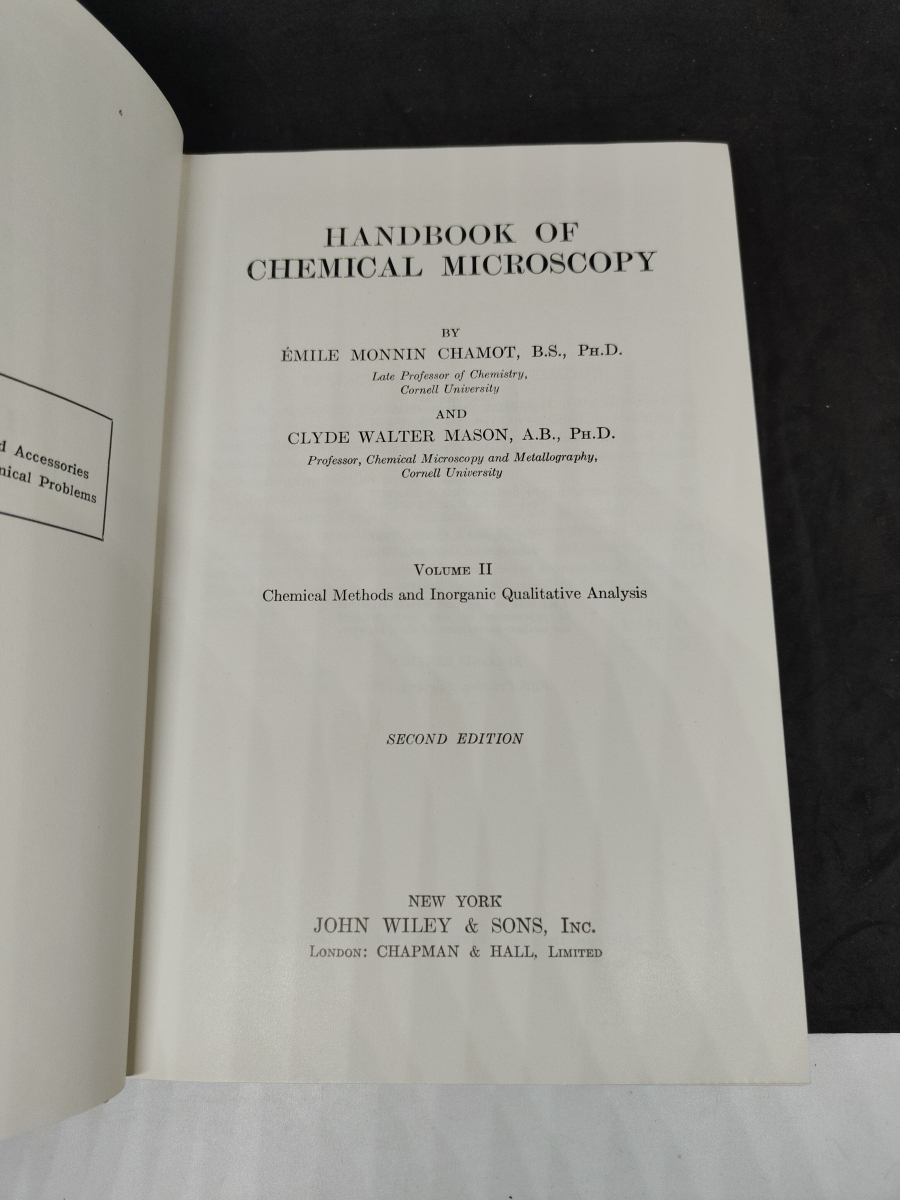 d Accessories
nical Problems
HANDBOOK OF
CHEMICAL MICROSCOPY
BY
ÉMILE MONNIN CHAMOT, B.S., PH.D.
Late Professor of Chemistry,
Cornell University
AND
CLYDE WALTER MASON, A.B., PH.D.
Professor, Chemical Microscopy and Metallography,
Cornell University
VOLUME II
Chemical Methods and Inorganic Qualitative Analysis
SECOND EDITION
NEW YORK
JOHN WILEY & SONS, INC.
LONDON: CHAPMAN & HALL, LIMITED